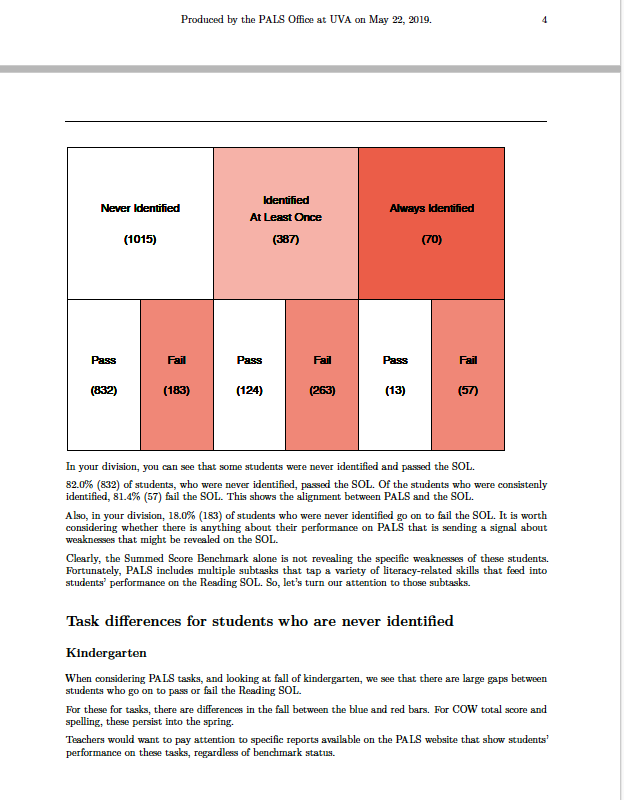 Produced by the PALS Office at UVA on May 22, 2019. 4
Never Identified
(1015)
Identified
At Least Once
(387)
Always Identified
(70)
Pass
(832)
Fail
(183)
Pass
(124)
Fail
(263)
Pass
(13)
Fail
(57)
In your division, you can see that some students were never identified and passed the SOL.
82.0% (832) of students, who were never identified, passed the SOL. Of the students who were consistenly
identified, 81.4% (57) fail the SOL. This shows the alignment between PALS and the SOL.
Also, in your division, 18.0% (183) of students who were never identified go on to fail the SOL. It is worth
considering whether there is anything about their performance on PALS that is sending a signal about
weaknesses that might be revealed on the SOL.
Clearly, the Summed Score Benchmark alone is not revealing the specific weaknesses of these students.
Fortunately, PALS includes multiple subtasks that tap a variety of literacy-related skills that feed into
students' performance on the Reading SOL. So, let's turn our attention to those subtasks.
Task differences for students who are never identified
Kindergarten
When considering PALS tasks, and looking at fall of kindergarten, we see that there are large gaps between
students who go on to pass or fail the Reading SOL.
For these for tasks, there are differences in the fall between the blue and red bars. For COW total score and
spelling, these persist into the spring.
Teachers would want to pay attention to specific reports available on the PALS website that show students'
performance on these tasks, regardless of benchmark status.